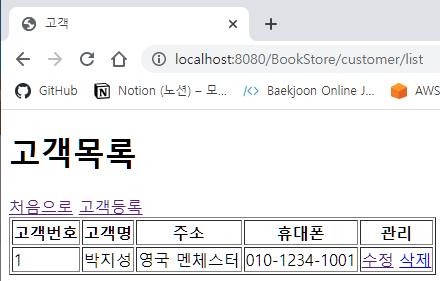 고객
localhost:8080/BookStore/customer/list
GitHub Notion (노션) – 모... </> Baekjoon Online J... AWS
고객목록
처음으로 고객등록
고객번호 고객명 주소 휴대폰 관리
1 박지성 영국 멘체스터 010-1234-1001 수정 삭제